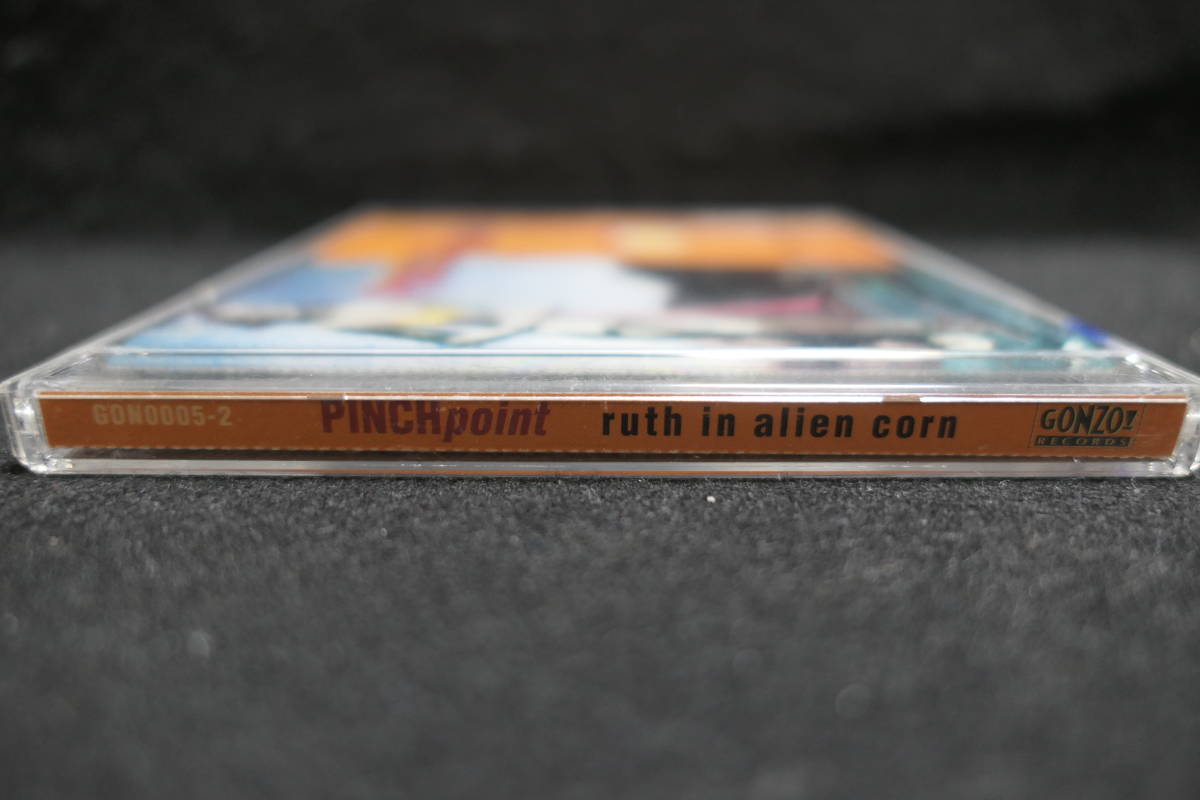 GON0005-2 PINCHpoint ruth in alien corn GONZO!
RECORDS